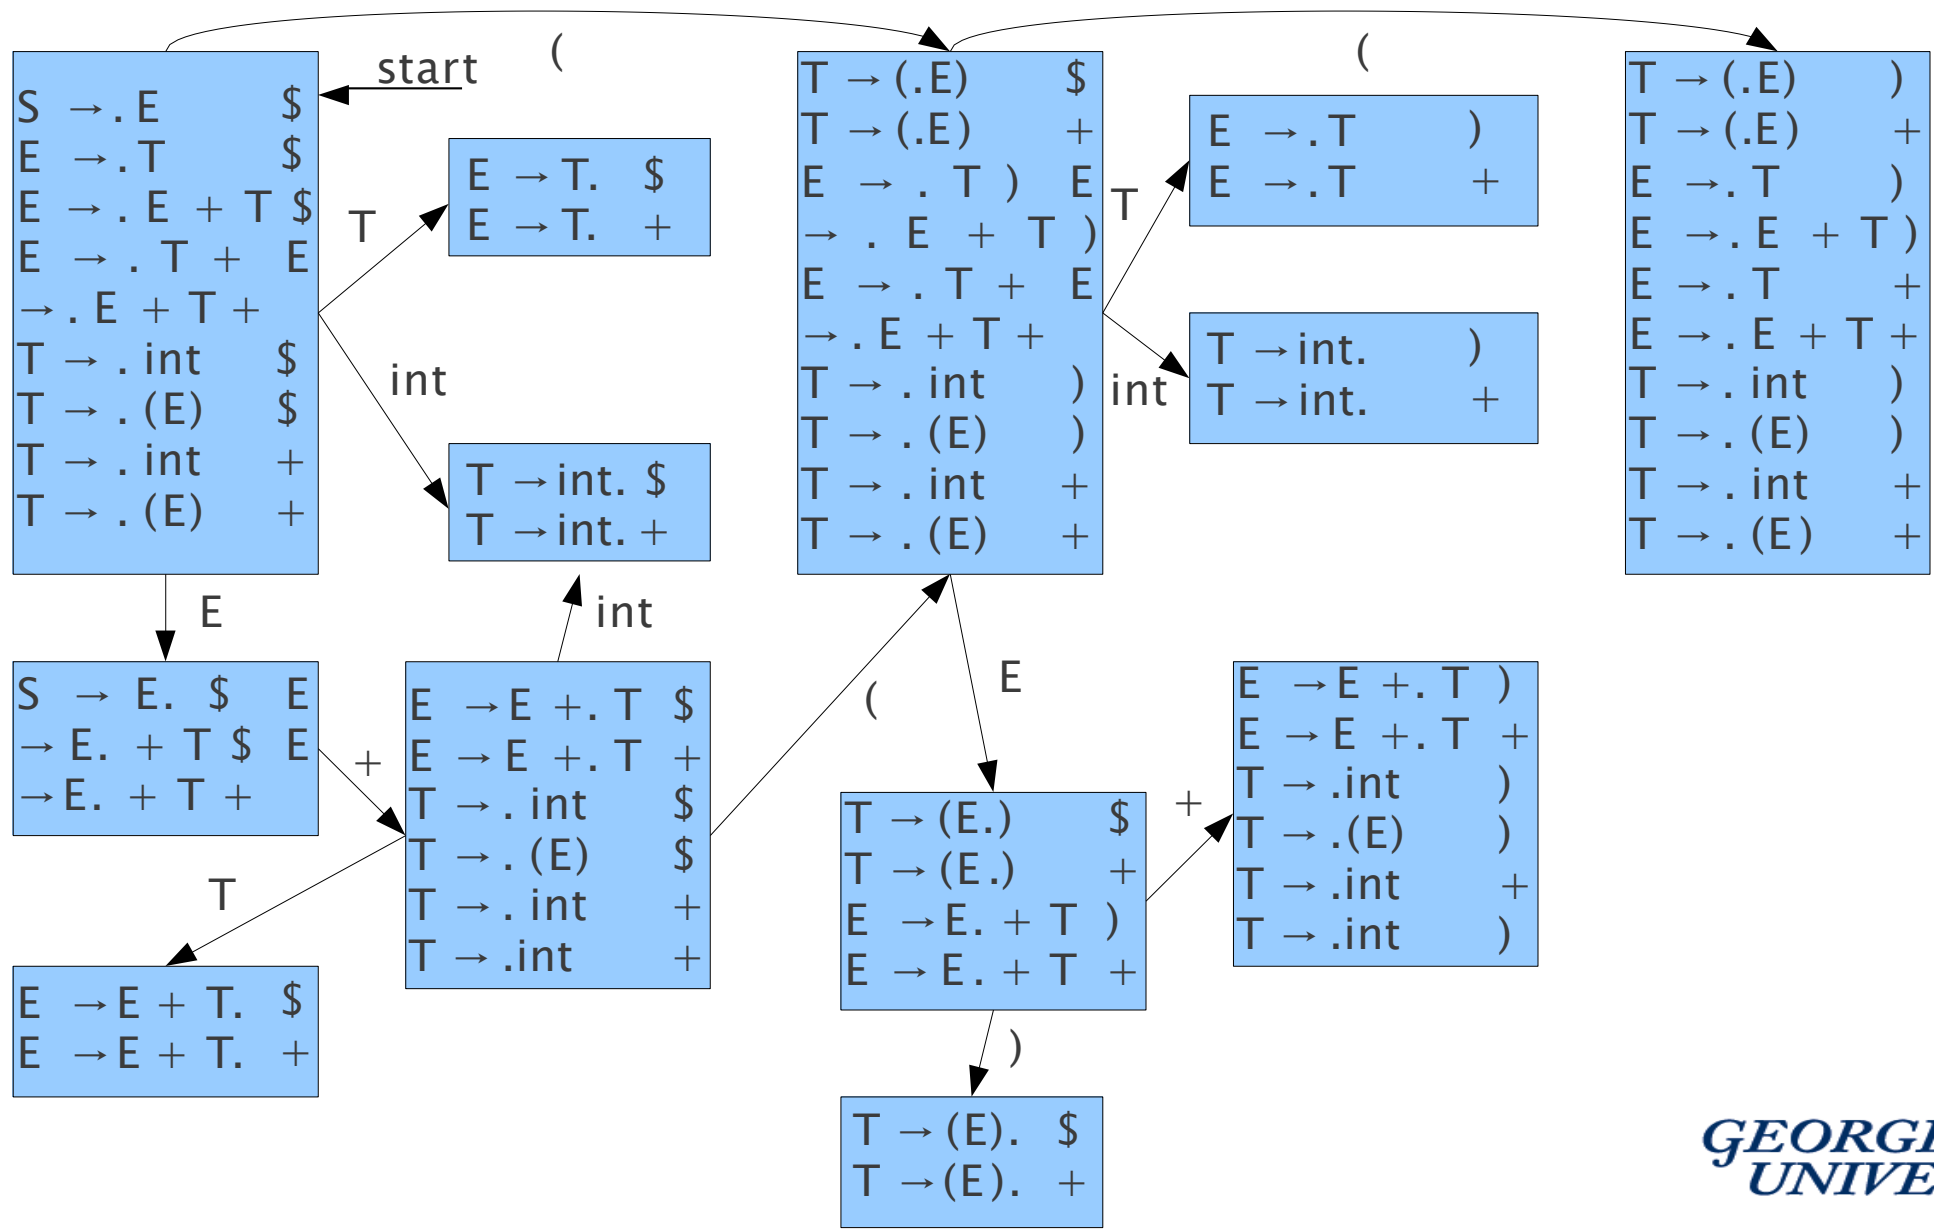 (
(
start
S → . E $
E → . T $
E → . E + T $
E → . T + E
→ . E + T +
T → . int $
T → . (E) $
T → . int +
T → . (E) +
T
E → T. $
E → T. +
int
T → int. $
T → int. +
T → (.E) $
T → (.E) +
E → . T ) E
→ . E + T )
E → . T + E
→ . E + T +
T → . int )
T → . (E) )
T → . int +
T → . (E) +
T
E → . T )
E → . T +
int
T → int. )
T → int. +
T → (.E) )
T → (.E) +
E → . T )
E → . E + T )
E → . T +
E → . E + T +
T → . int )
T → . (E) )
T → . int +
T → . (E) +
E
int
S → E. $ E
→ E. + T $ E
→ E. + T +
+
E → E +. T $
E → E +. T +
T → . int $
T → . (E) $
T → . int +
T → .int +
(
E
T
E → E + T. $
E → E + T. +
T → (E.) $
T → (E.) +
E → E. + T )
E → E. + T +
+
E → E +. T )
E → E +. T +
T → .int )
T → .(E) )
T → .int +
T → .int )
)
T → (E). $
T → (E). +